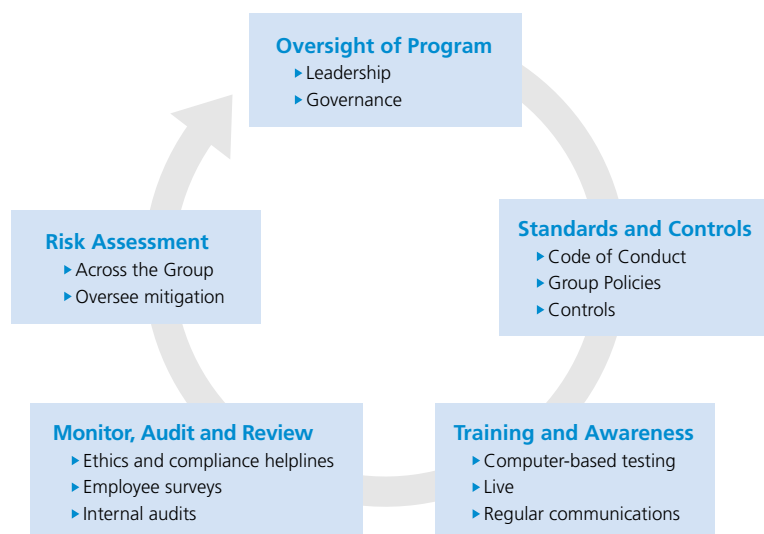 Oversight of Program
Leadership
Governance
Standards and Controls
Code of Conduct
Group Policies
Controls
Training and Awareness
Computer-based testing
Live
Regular communications
Monitor, Audit and Review
Ethics and compliance helplines
Employee surveys
Internal audits
Risk Assessment
Across the Group
Oversee mitigation